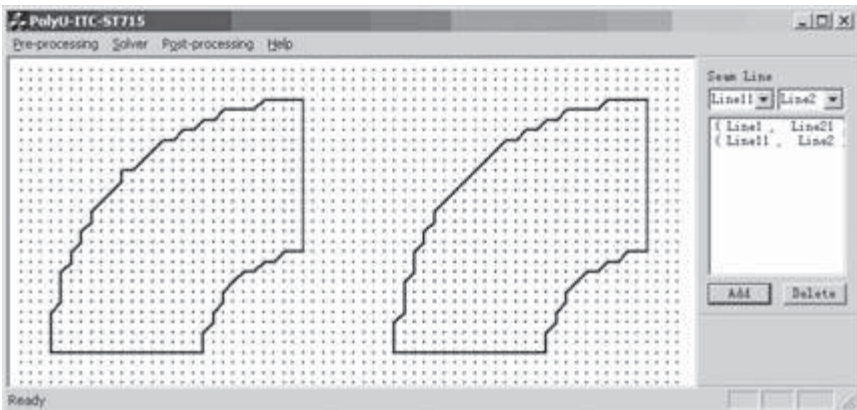 PolyU-ITC-ST715
Pre-processing Solver Post-processing Help
Seam Line
Line11 Line2
( Line1 , Line21
( Line11 , Line2
Add Delete
Ready